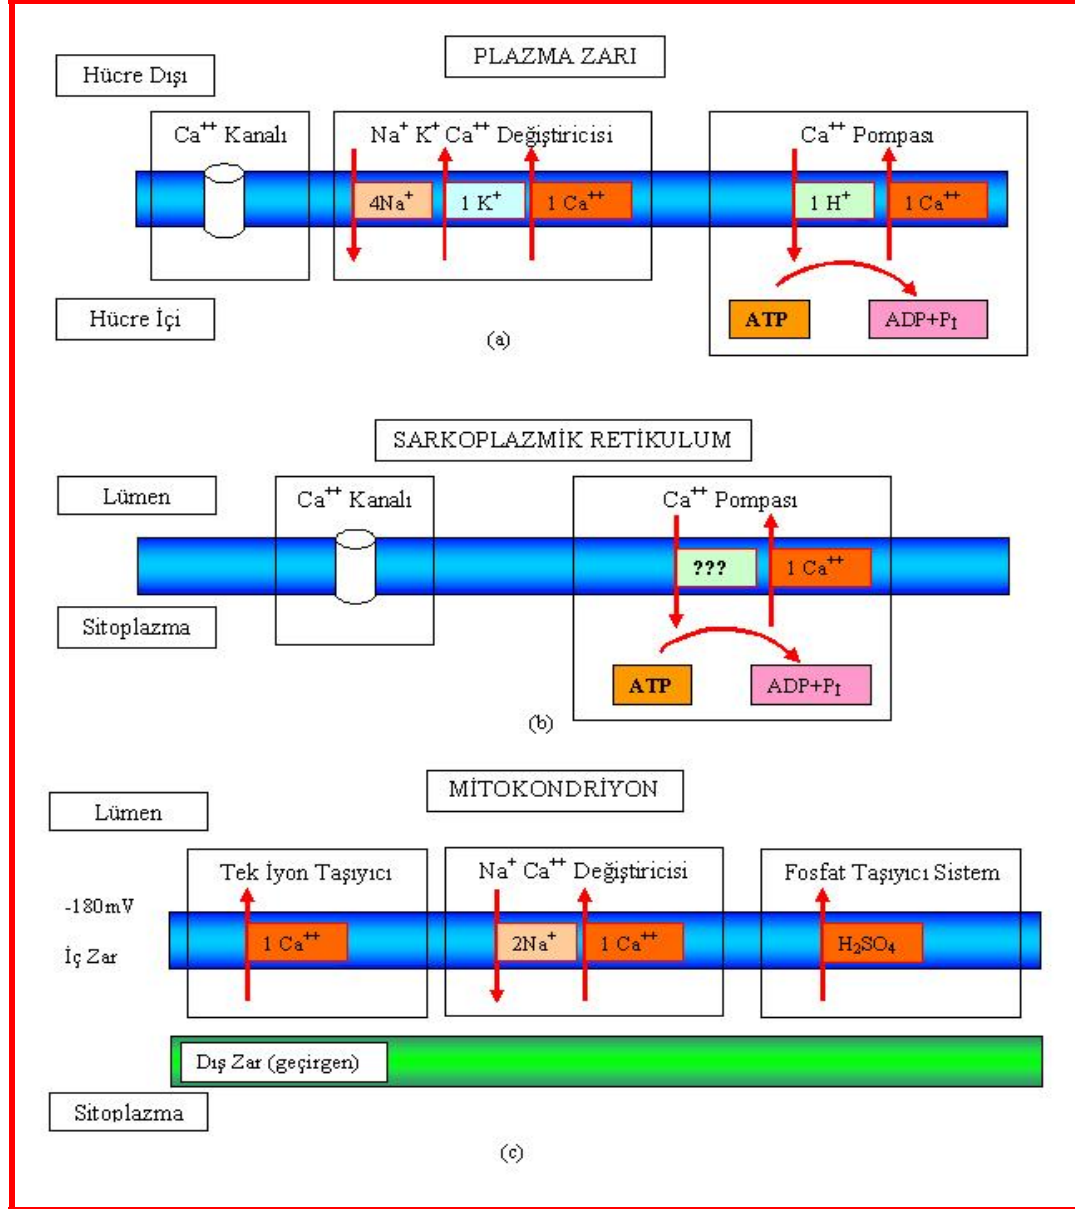 PLAZMA ZARI
Hücre Dışı
Ca++ Kanalı
Na+ K+ Ca++ Değiştiricisi
Ca++ Pompası
4Na+
1 K+
1 Ca++
1 H+
1 Ca++
Hücre İçi
ATP
ADP+PI
(a)
SARKOPLAZMİK RETİKULUM
Lümen
Ca++ Kanalı
Ca++ Pompası
???
1 Ca++
Sitoplazma
ATP
ADP+PI
(b)
MİTOKONDRİYON
Lümen
Tek İyon Taşıyıcı
Na+ Ca++ Değiştiricisi
Fosfat Taşıyıcı Sistem
-180mV
1 Ca++
2Na+
1 Ca++
H2SO4
İç Zar
Dış Zar (geçirgen)
Sitoplazma
(c)